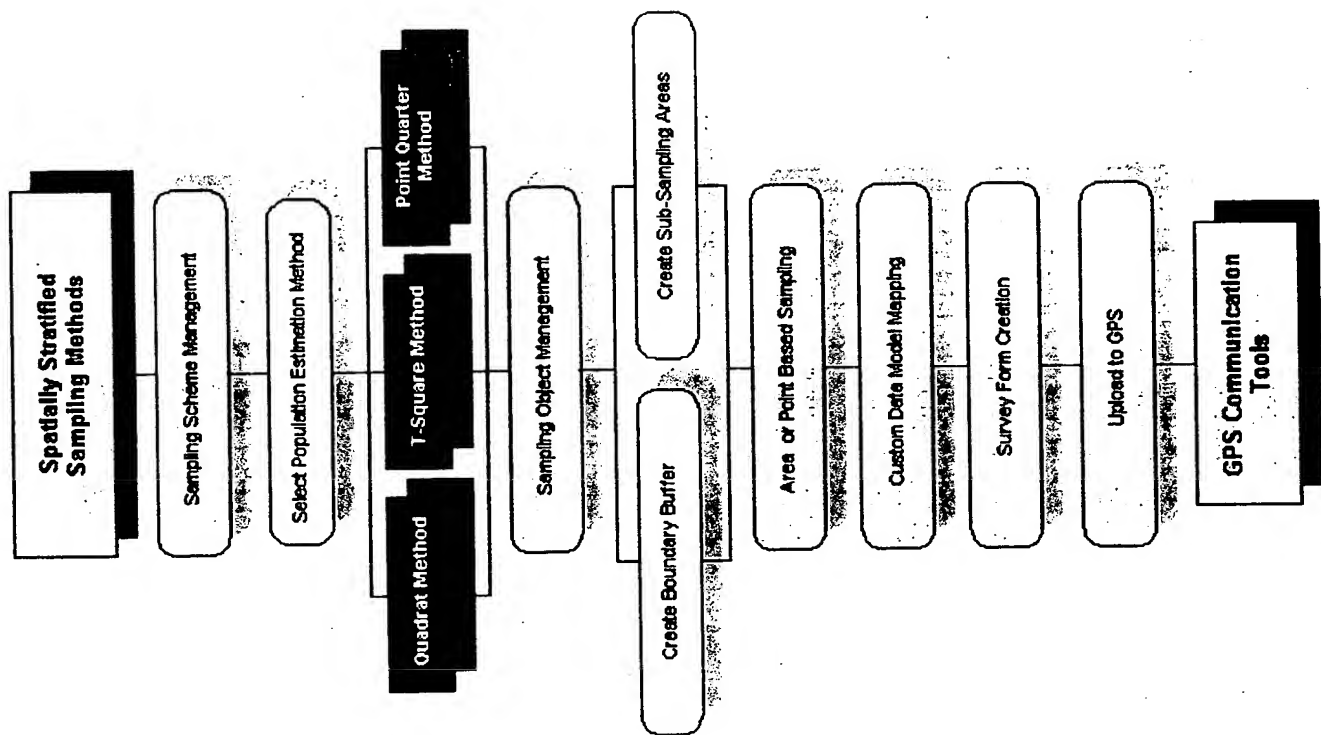 Spatially Stratified
Sampling Methods
Sampling Scheme Management
Select Population Estimation Method
Quadrat Method
T-Square Method
Point Quarter
Method
Sampling Object Management
Create Boundary Buffer
Create Sub-Sampling Areas
Area or Point Based Sampling
Custom Data Model Mapping
Survey Form Creation
Upload to GPS
GPS Communication
Tools